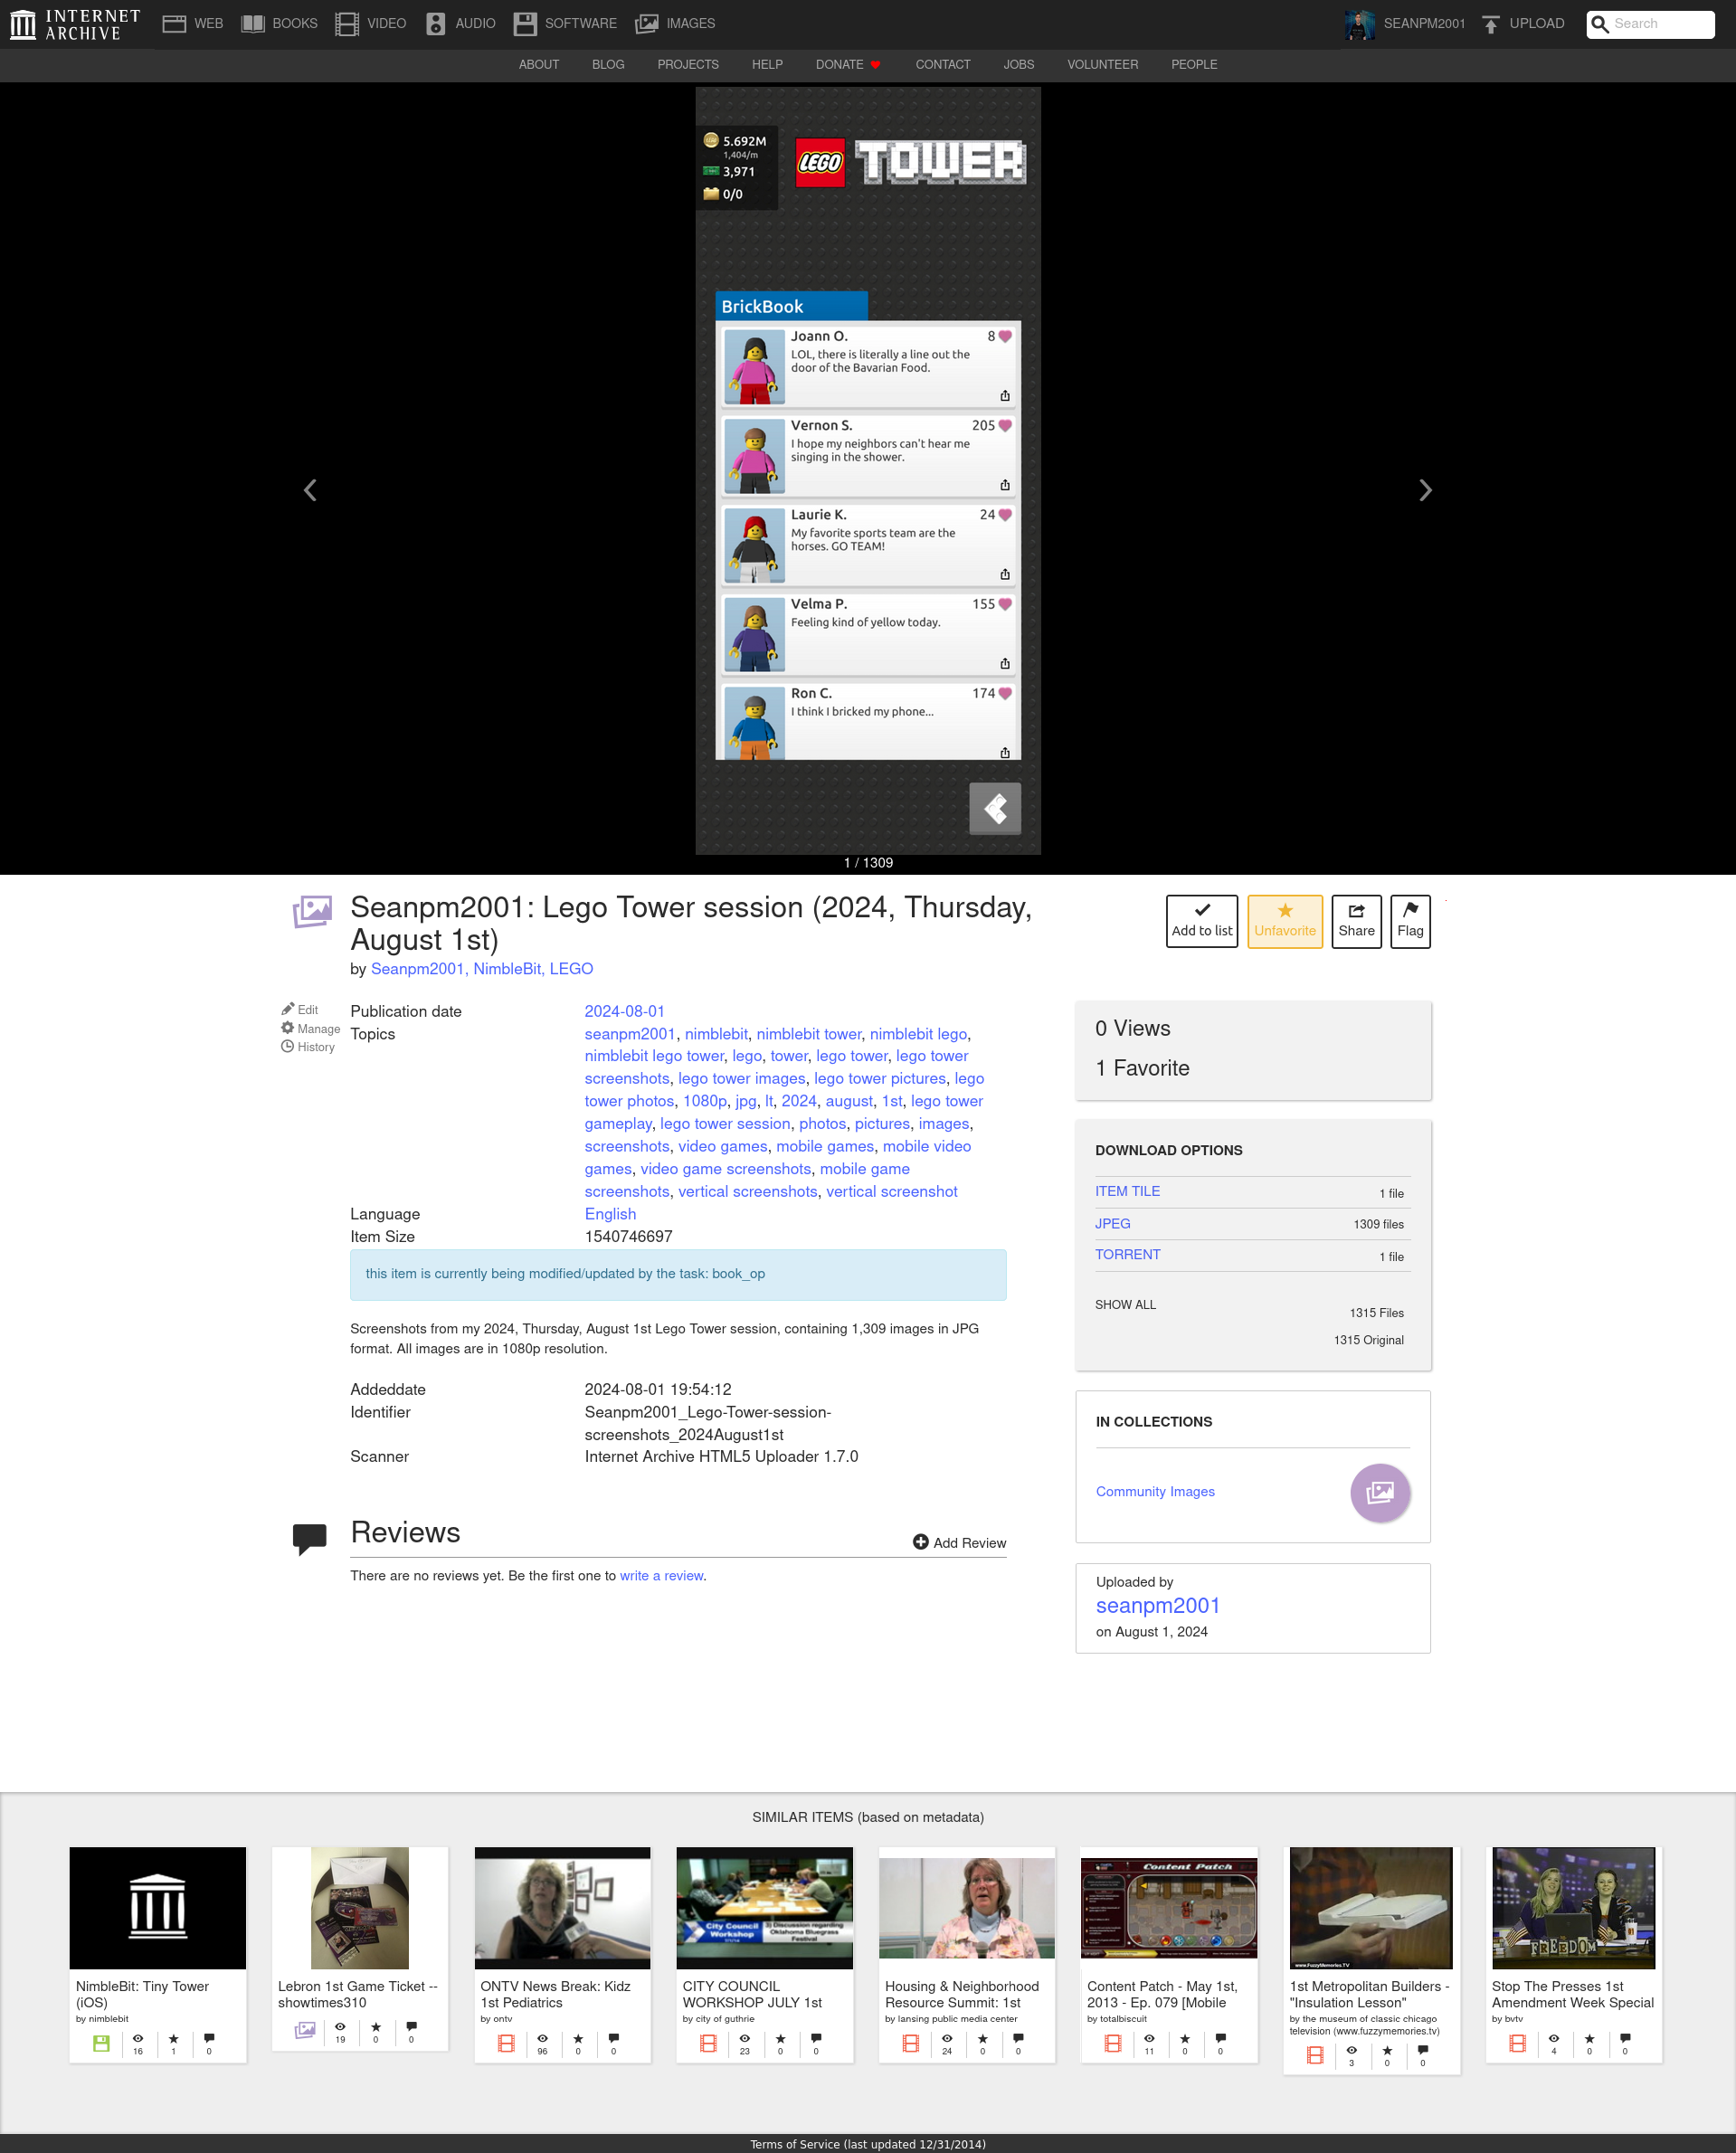 INTERNET
ARCHIVE
WEB
BOOKS
VIDEO
AUDIO
SOFTWARE
IMAGES
SEANPM2001
UPLOAD
Search
ABOUT
BLOG
PROJECTS
HELP
DONATE
CONTACT
JOBS
VOLUNTEER
PEOPLE
5.692M
1,404/m
3,971
0/0
LEGO TOWER
BrickBook
Joann O. 8
LOL, there is literally a line out the
door of the Bavarian Food.
Vernon S. 205
I hope my neighbors can't hear me
singing in the shower.
Laurie K. 24
My favorite sports team are the
horses. GO TEAM!
Velma P. 155
Feeling kind of yellow today.
Ron C. 174
I think I bricked my phone...
1 / 1309
Seanpm2001: Lego Tower session (2024, Thursday,
August 1st)
by Seanpm2001, NimbleBit, LEGO
Add to list
Unfavorite
Share
Flag
Edit
Manage
History
Publication date 2024-08-01
Topics seanpm2001, nimblebit, nimblebit tower, nimblebit lego,
nimblebit lego tower, lego, tower, lego tower, lego tower
screenshots, lego tower images, lego tower pictures, lego
tower photos, 1080p, jpg, lt, 2024, august, 1st, lego tower
gameplay, lego tower session, photos, pictures, images,
screenshots, video games, mobile games, mobile video
games, video game screenshots, mobile game
screenshots, vertical screenshots, vertical screenshot
Language English
Item Size 1540746697
this item is currently being modified/updated by the task: book_op
Screenshots from my 2024, Thursday, August 1st Lego Tower session, containing 1,309 images in JPG
format. All images are in 1080p resolution.
Addeddate 2024-08-01 19:54:12
Identifier Seanpm2001_Lego-Tower-session-
screenshots_2024August1st
Scanner Internet Archive HTML5 Uploader 1.7.0
Reviews
Add Review
There are no reviews yet. Be the first one to write a review.
0 Views
1 Favorite
DOWNLOAD OPTIONS
ITEM TILE 1 file
JPEG 1309 files
TORRENT 1 file
SHOW ALL 1315 Files
1315 Original
IN COLLECTIONS
Community Images
Uploaded by
seanpm2001
on August 1, 2024
SIMILAR ITEMS (based on metadata)
NimbleBit: Tiny Tower
(iOS)
by nimblebit
16 1 0
Lebron 1st Game Ticket --
showtimes310
19 0 0
ONTV News Break: Kidz
1st Pediatrics
by ontv
96 0 0
City Council
Workshop
Discussion regarding
Oklahoma Bluegrass
Festival
CITY COUNCIL
WORKSHOP JULY 1st
by city of guthrie
23 0 0
Housing & Neighborhood
Resource Summit: 1st
by lansing public media center
24 0 0
Content Patch
Content Patch - May 1st,
2013 - Ep. 079 [Mobile
by totalbiscuit
11 0 0
www.FuzzyMemories.TV
1st Metropolitan Builders -
"Insulation Lesson"
by the museum of classic chicago
television (www.fuzzymemories.tv)
3 0 0
FREEDOM
Stop The Presses 1st
Amendment Week Special
by bvtv
4 0 0
Terms of Service (last updated 12/31/2014)